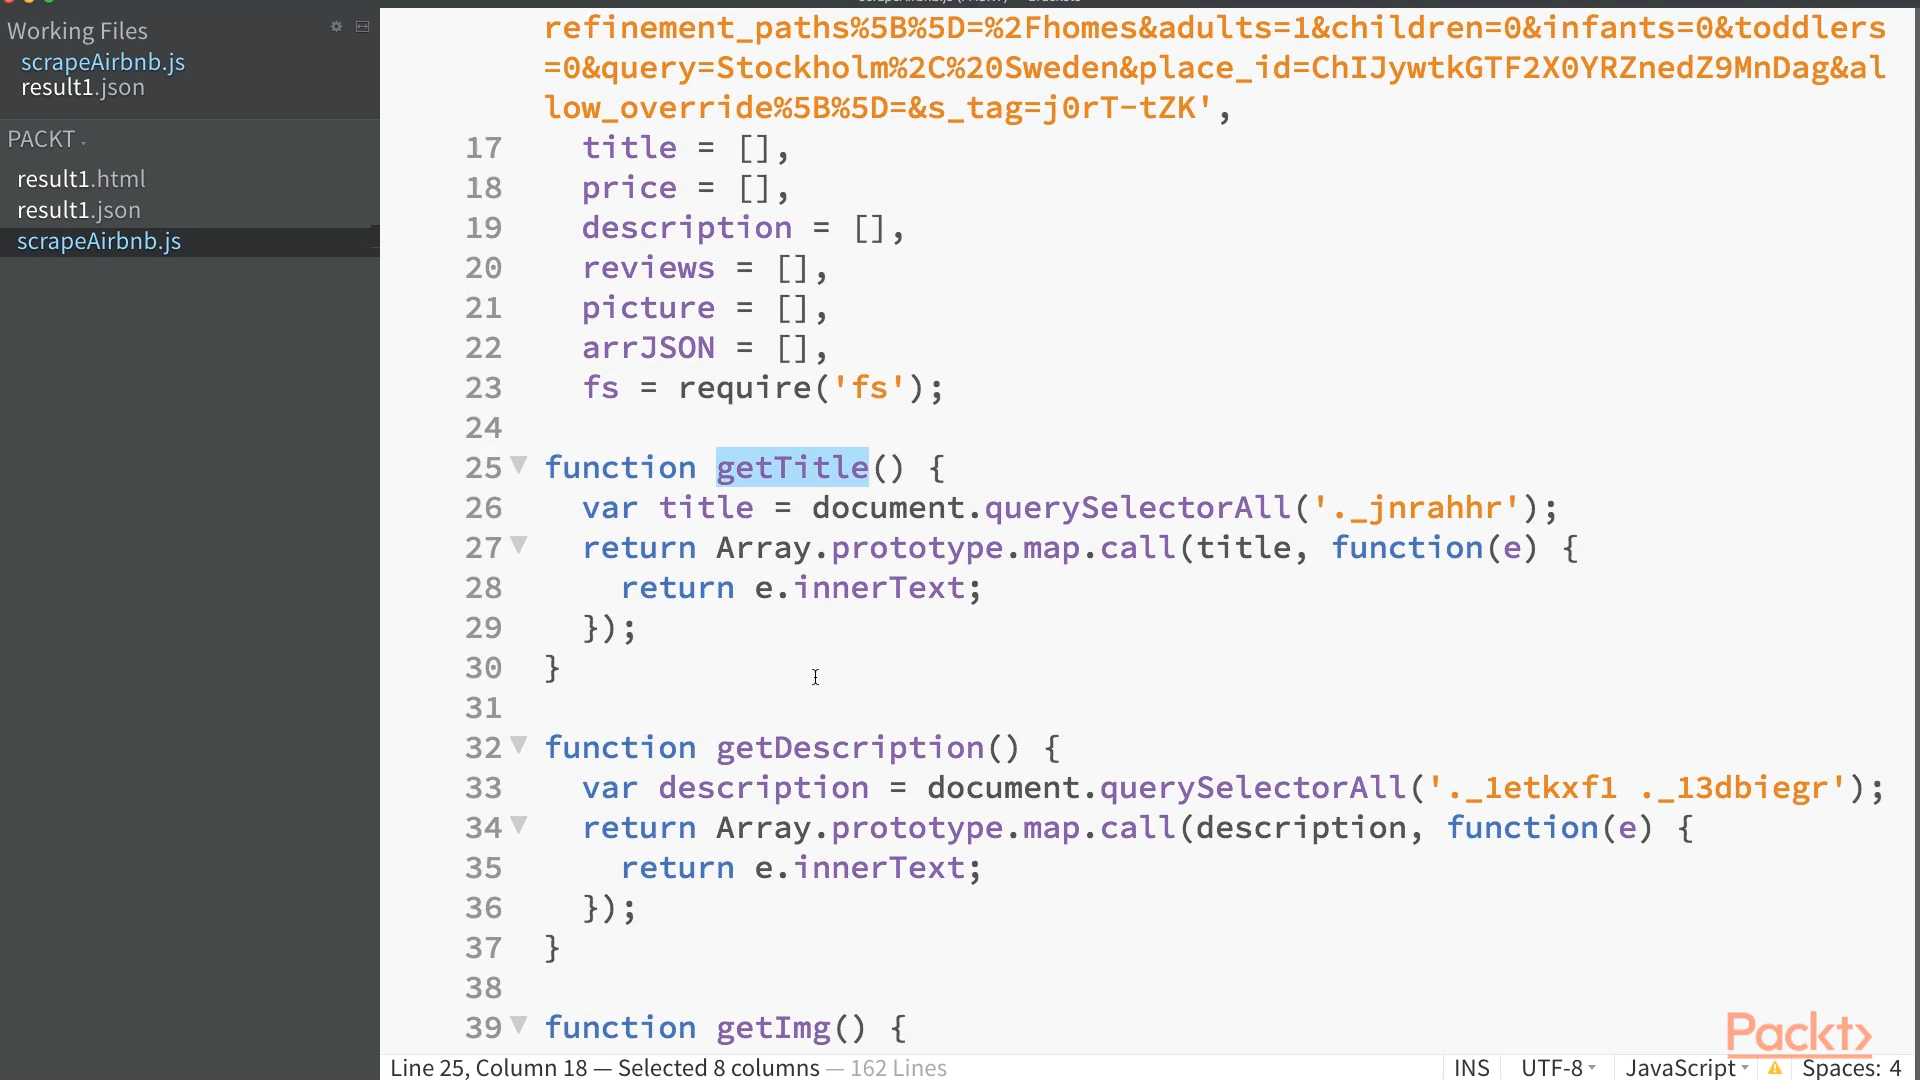 Working Files
scrapeAirbnb.js
result1.json
PACKT
result1.html
result1.json
scrapeAirbnb.js
refinement_paths%5B%5D=%2Fhomes&adults=1&children=0&infants=0&toddlers
=0&query=Stockholm%2C%20Sweden&place_id=ChIJywtkGTF2X0YRZnedZ9MnDag&al
low_override%5B%5D=&s_tag=j0rT-tZK',
17 title = [],
18 price = [],
19 description = [],
20 reviews = [],
21 picture = [],
22 arrJSON = [],
23 fs = require('fs');
24
25 function getTitle() {
26 var title = document.querySelectorAll('._jnrahhr');
27 return Array.prototype.map.call(title, function(e) {
28 return e.innerText;
29 });
30 }
31
32 function getDescription() {
33 var description = document.querySelectorAll('._1etkxf1 ._13dbiegr');
34 return Array.prototype.map.call(description, function(e) {
35 return e.innerText;
36 });
37 }
38
39 function getImg() {
Packt>
Line 25, Column 18 — Selected 8 columns — 162 Lines
INS UTF-8 JavaScript Spaces: 4